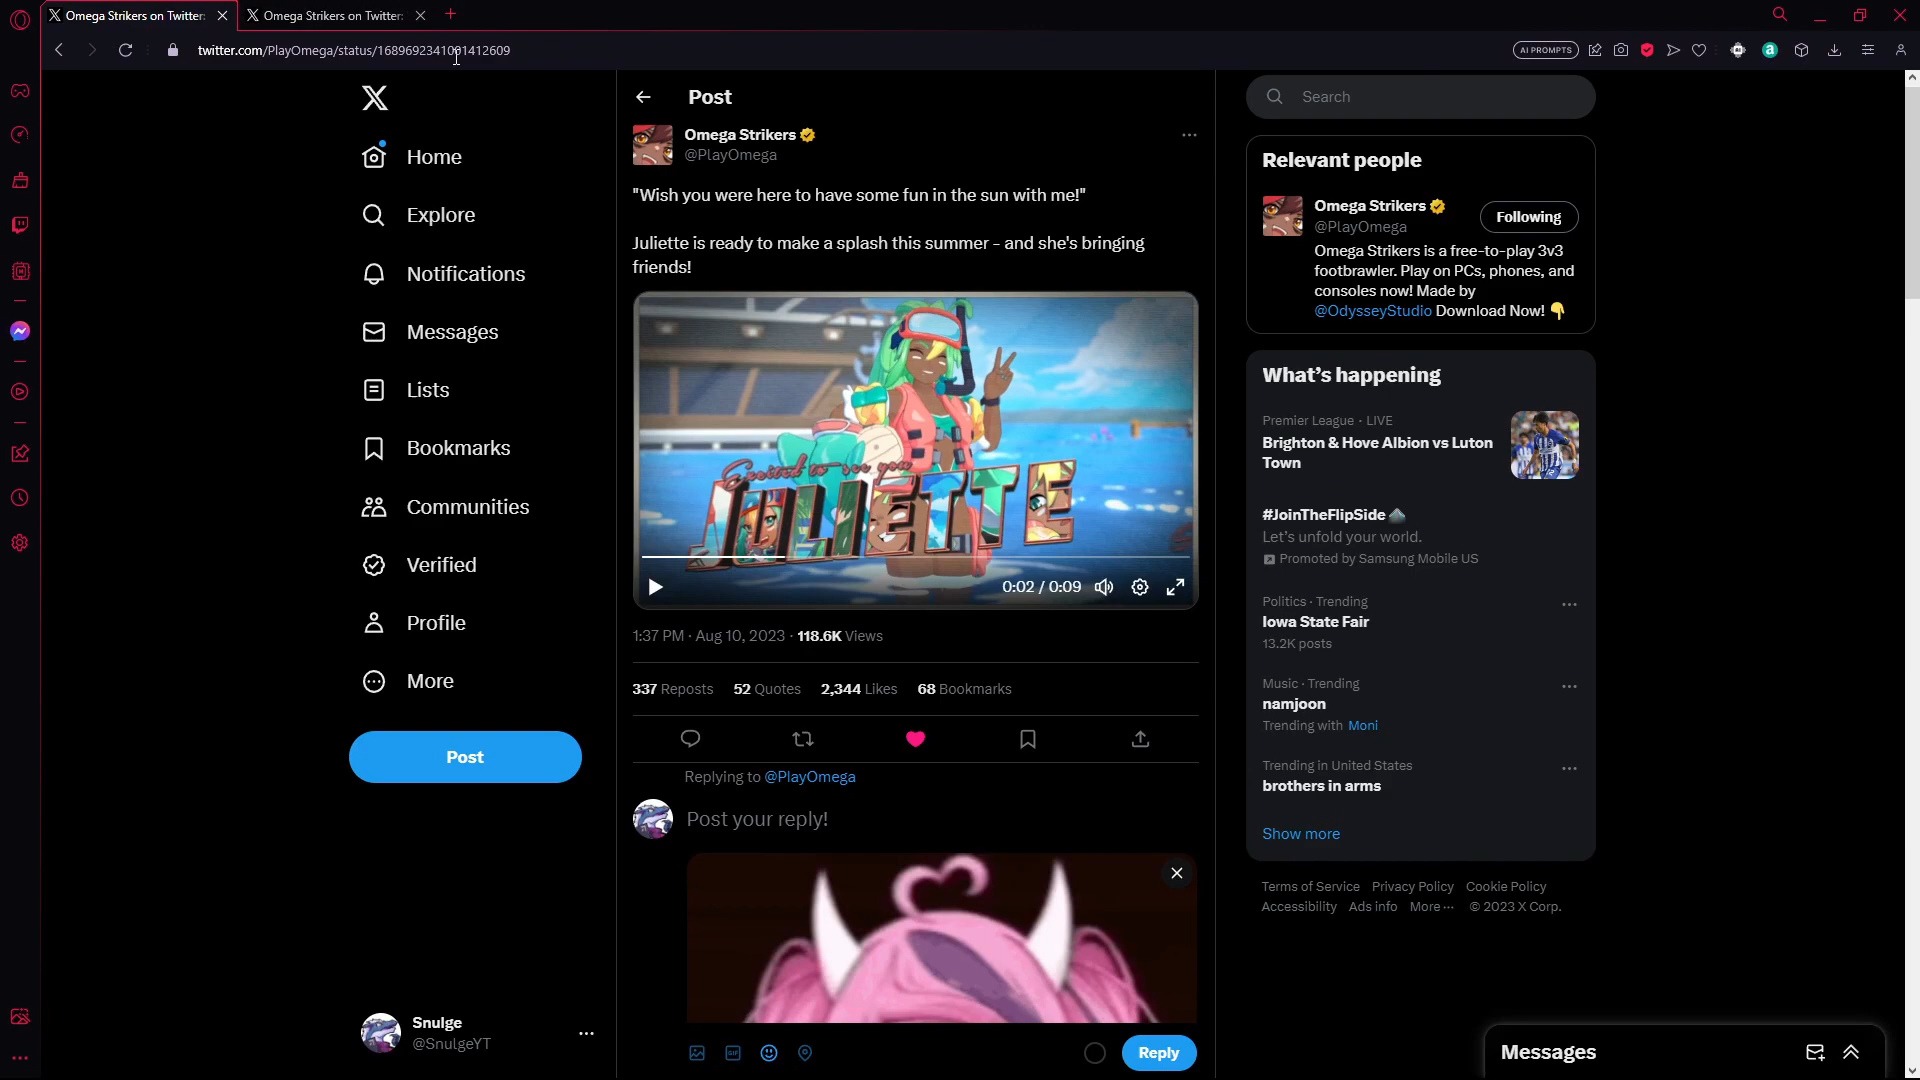 Omega Strikers on Twitter:
Omega Strikers on Twitter:
twitter.com/PlayOmega/status/1689692341001412609
AI PROMPTS
Home
Explore
Notifications
Messages
Lists
Bookmarks
Communities
Verified
Profile
More
Post
Snulge
@SnulgeYT
Post
Omega Strikers
@PlayOmega
"Wish you were here to have some fun in the sun with me!"
Juliette is ready to make a splash this summer - and she's bringing
friends!
Excited to see you
JULIETTE
0:02 / 0:09
1:37 PM · Aug 10, 2023 · 118.6K Views
337 Reposts 52 Quotes 2,344 Likes 68 Bookmarks
Replying to @PlayOmega
Post your reply!
GIF
Reply
Search
Relevant people
Omega Strikers
@PlayOmega
Following
Omega Strikers is a free-to-play 3v3
footbrawler. Play on PCs, phones, and
consoles now! Made by
@OdysseyStudio Download Now! 👇
What's happening
Premier League · LIVE
Brighton & Hove Albion vs Luton
Town
#JoinTheFlipSide
Let's unfold your world.
Promoted by Samsung Mobile US
Politics · Trending
Iowa State Fair
13.2K posts
Music · Trending
namjoon
Trending with Moni
Trending in United States
brothers in arms
Show more
Terms of Service Privacy Policy Cookie Policy
Accessibility Ads info More ··· © 2023 X Corp.
Messages